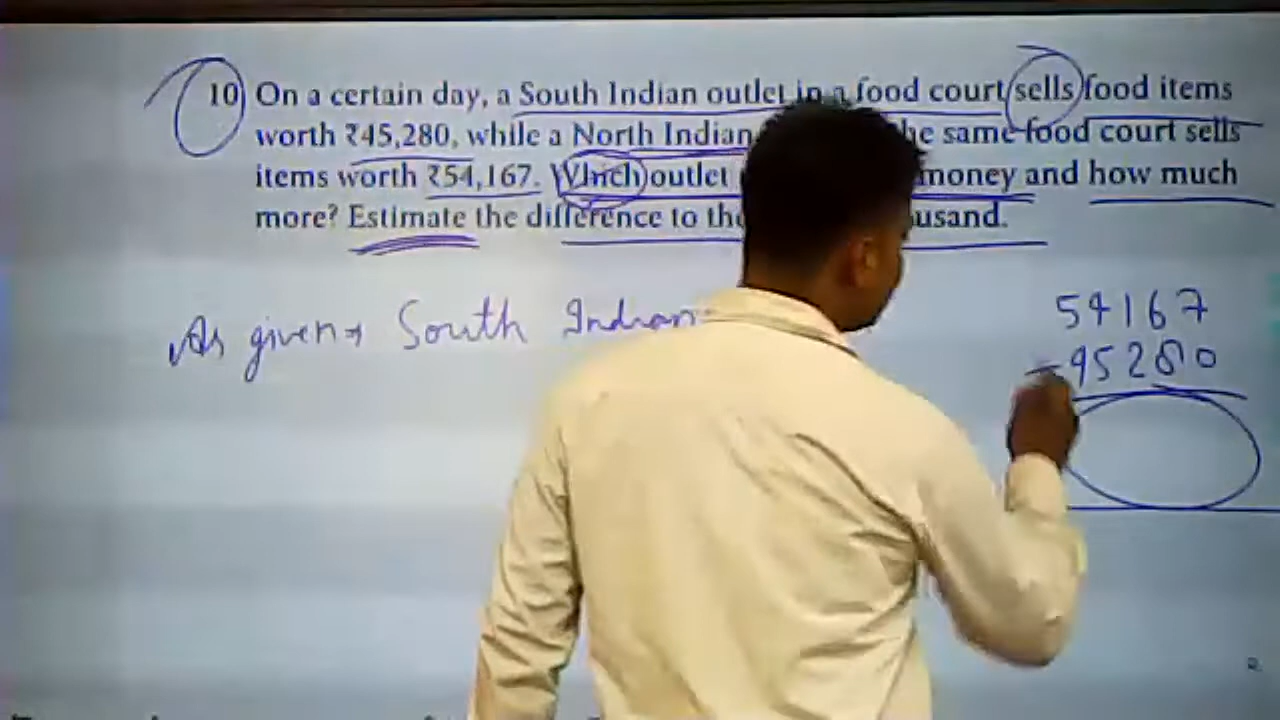 10 On a certain day, a South Indian outlet in a food court sells food items
worth ₹45,280, while a North Indian he same food court sells
items worth ₹54,167. Which outlet money and how much
more? Estimate the difference to the usand.
As given → South Indian
54167
- 45280